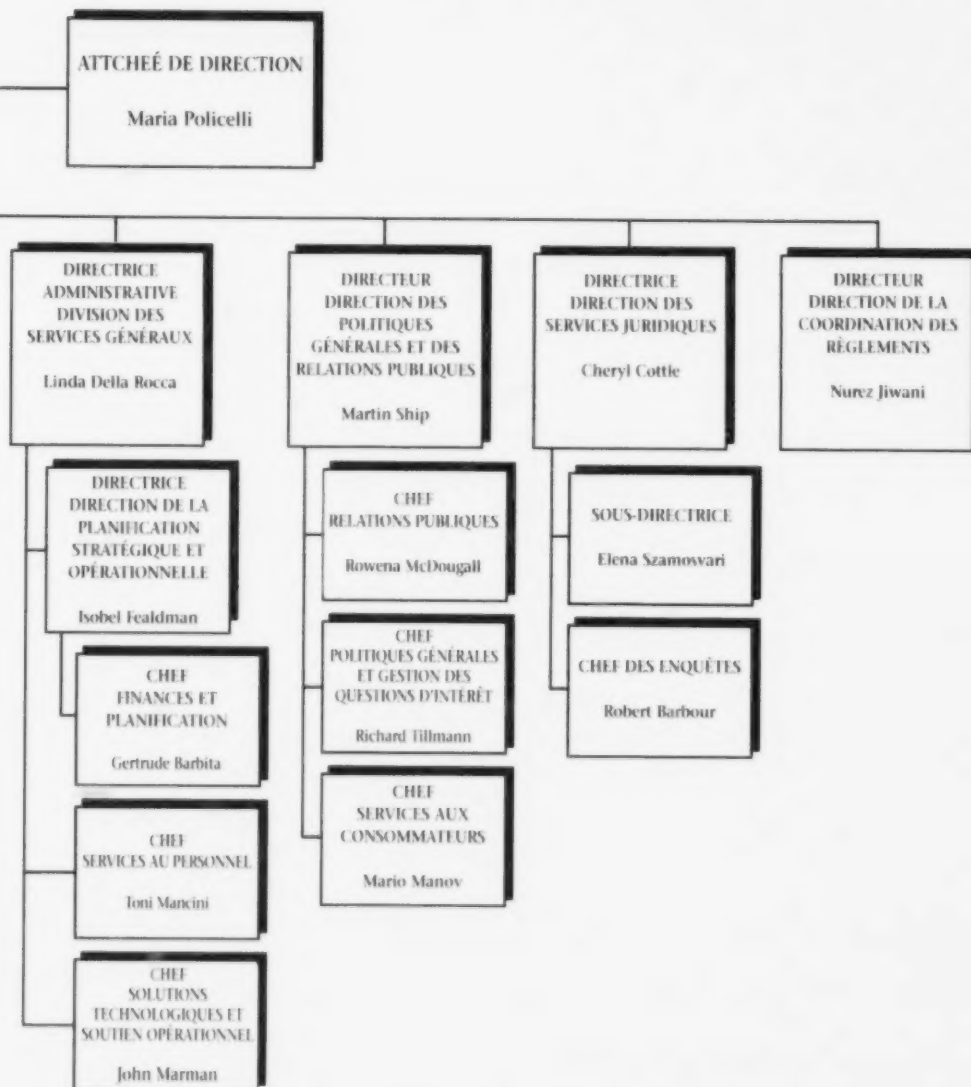 ATTCHEÉ DE DIRECTION
Maria Policelli
DIRECTRICE
ADMINISTRATIVE
DIVISION DES
SERVICES GÉNÉRAUX
Linda Della Rocca
DIRECTRICE
DIRECTION DE LA
PLANIFICATION
STRATÉGIQUE ET
OPÉRATIONNELLE
Isobel Fealdman
CHEF
FINANCES ET
PLANIFICATION
Gertrude Barbita
CHEF
SERVICES AU PERSONNEL
Toni Mancini
CHEF
SOLUTIONS
TECHNOLOGIQUES ET
SOUTIEN OPÉRATIONNEL
John Marman
DIRECTEUR
DIRECTION DES
POLITIQUES
GÉNÉRALES ET DES
RELATIONS PUBLIQUES
Martin Ship
CHEF
RELATIONS PUBLIQUES
Rowena McDougall
CHEF
POLITIQUES GÉNÉRALES
ET GESTION DES
QUESTIONS D'INTÉRÊT
Richard Tillmann
CHEF
SERVICES AUX
CONSOMMATEURS
Mario Manov
DIRECTRICE
DIRECTION DES
SERVICES JURIDIQUES
Cheryl Cottle
SOUS-DIRECTRICE
Elena Szamosvari
CHEF DES ENQUÊTES
Robert Barbour
DIRECTEUR
DIRECTION DE LA
COORDINATION DES
RÈGLEMENTS
Nurez Jiwani